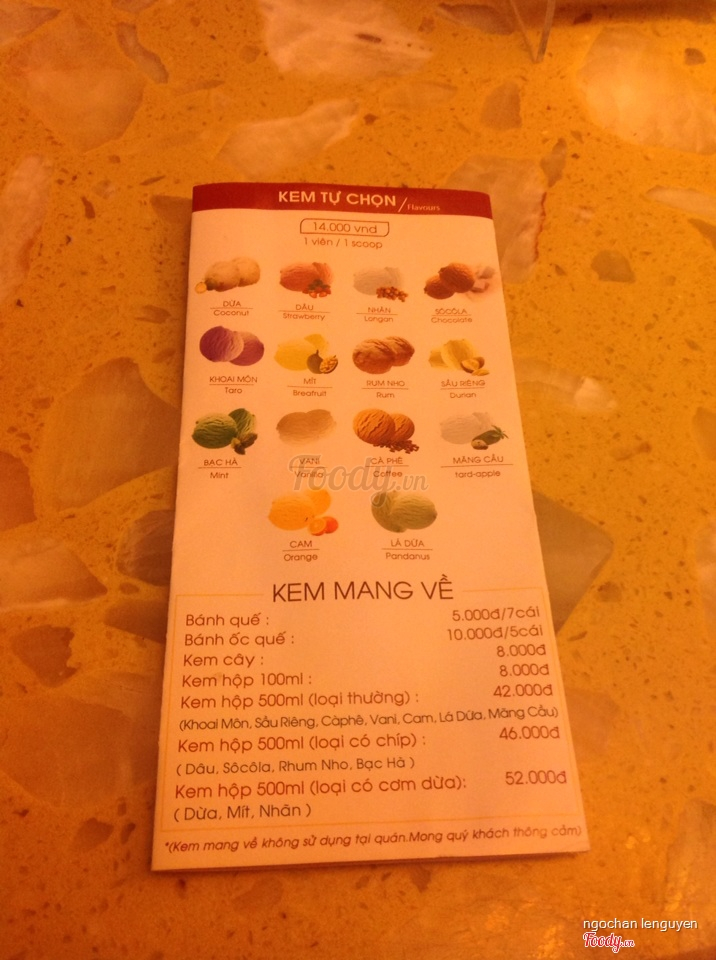 KEM TỰ CHỌN / Flavours
14.000 vnd
1 viên / 1 scoop
DỪA DÂU NHÃN SÔCÔLA
Coconut Strawberry Longan Chocolate
KHOAI MÔN MÍT RUM NHO SẦU RIÊNG
Taro Breafruit Rum Durian
BẠC HÀ VANI CÀ PHÊ MÃNG CẦU
Mint Vanilla Coffee tard-apple
Foody.vn
CAM LÁ DỨA
Orange Pandanus
KEM MANG VỀ
Bánh quế : 5.000đ/7cái
Bánh ốc quế : 10.000đ/5cái
Kem cây : 8.000đ
Kem hộp 100ml : 8.000đ
Kem hộp 500ml (loại thường) : 42.000đ
(Khoai Môn, Sầu Riêng, Càphê, Vani, Cam, Lá Dứa, Mãng Cầu)
Kem hộp 500ml (loại có chíp) : 46.000đ
( Dâu, Sôcôla, Rhum Nho, Bạc Hà )
Kem hộp 500ml (loại có cơm dừa): 52.000đ
( Dừa, Mít, Nhãn )
*(Kem mang về không sử dụng tại quán.Mong quý khách thông cảm)
ngochan lenguyen
Foody.vn